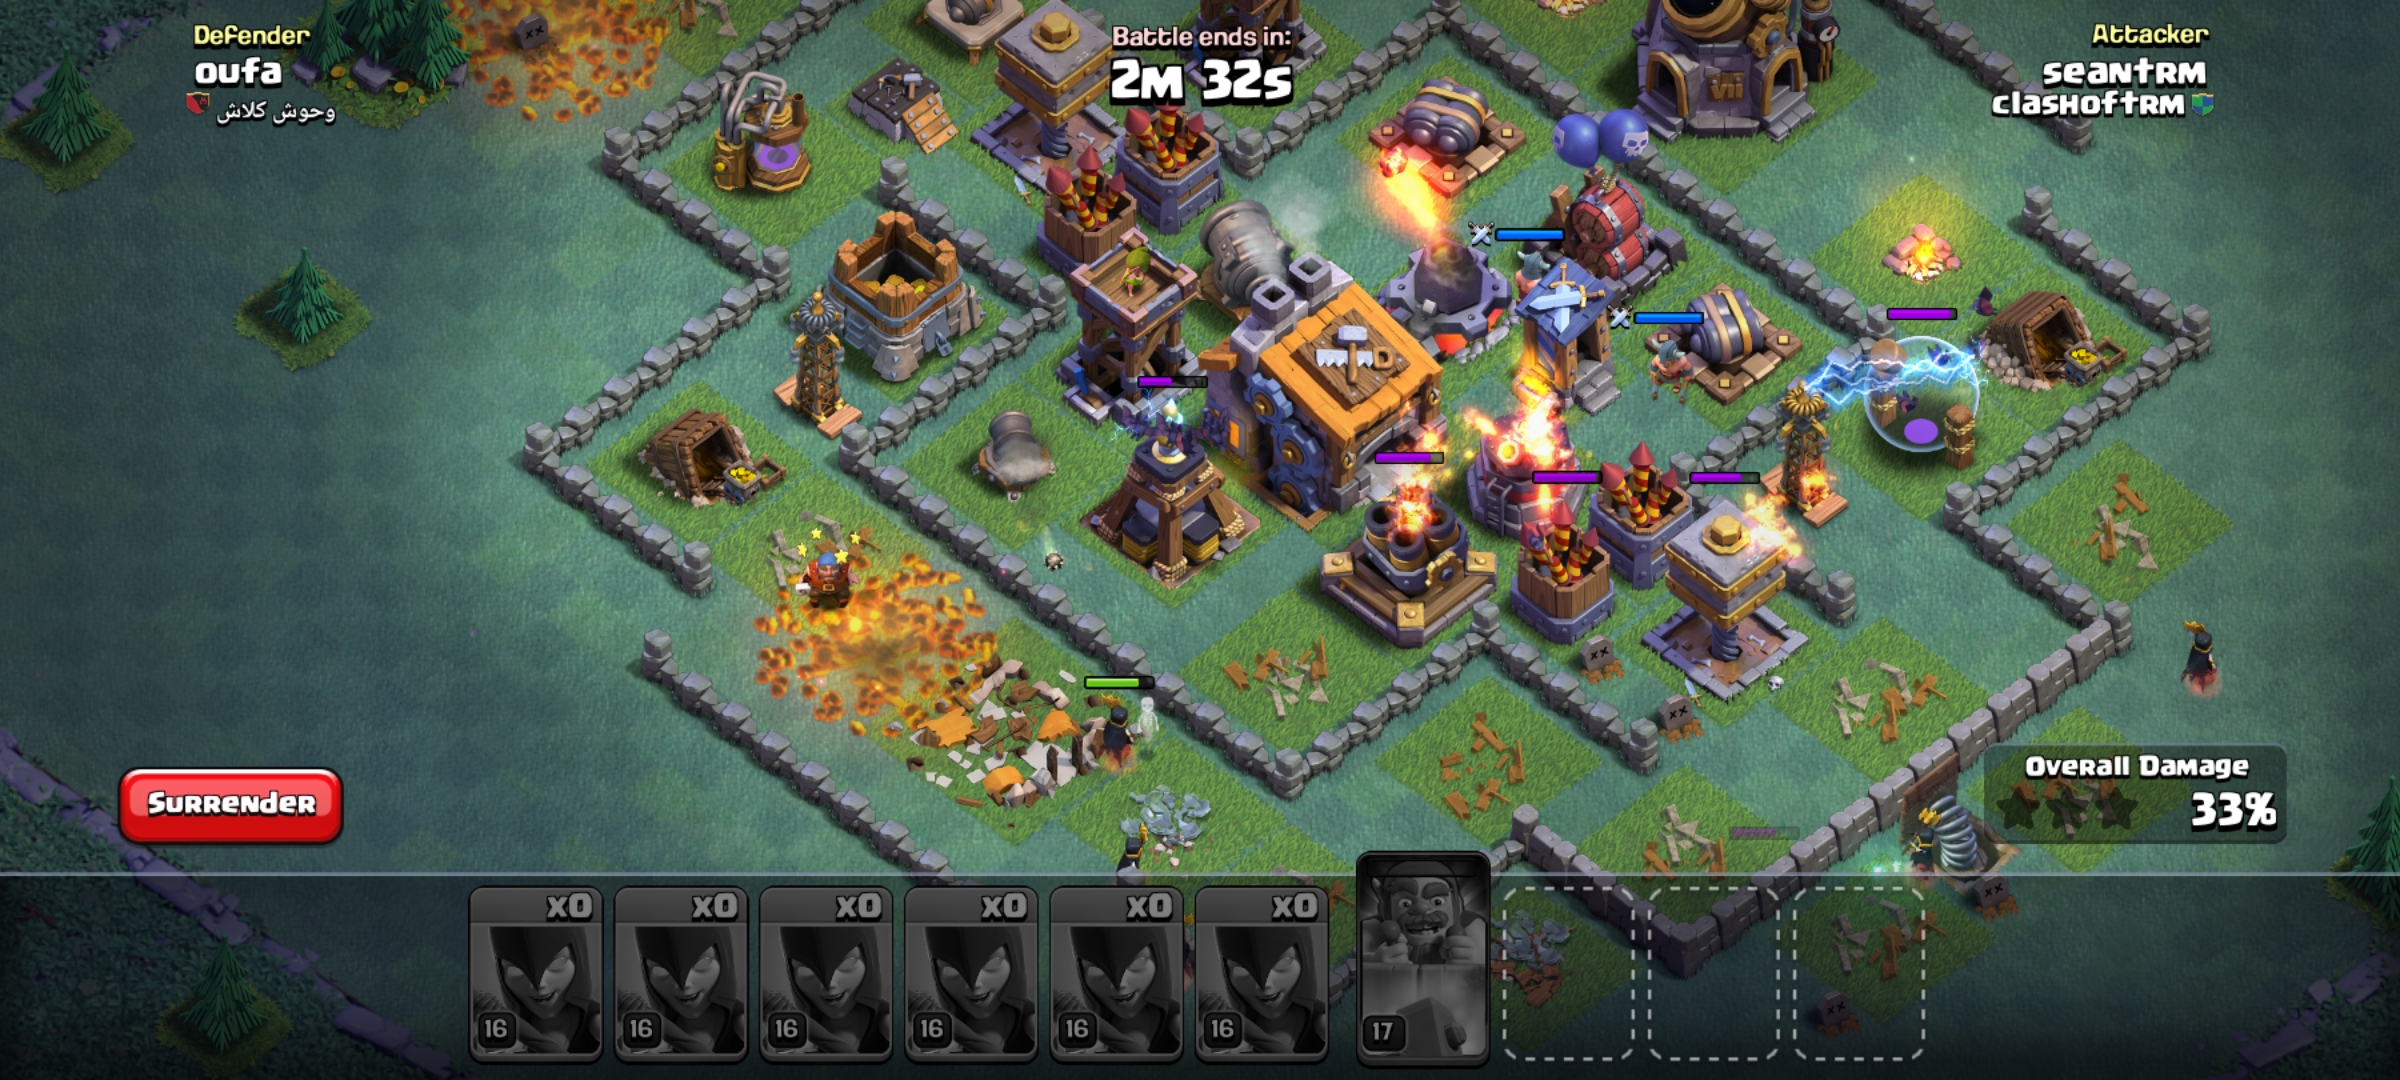 Defender
oufa
وحوش كلاش
Battle ends in:
2M 32s
Attacker
seantRM
clashoftRM
VII
Surrender
Overall Damage
33%
x0
x0
x0
x0
x0
x0
16
16
16
16
16
16
17